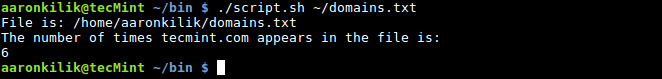 aaronkilik@tecMint ~/bin $ ./script.sh ~/domains.txt
File is: /home/aaronkilik/domains.txt
The number of times tecmint.com appears in the file is:
6
aaronkilik@tecMint ~/bin $